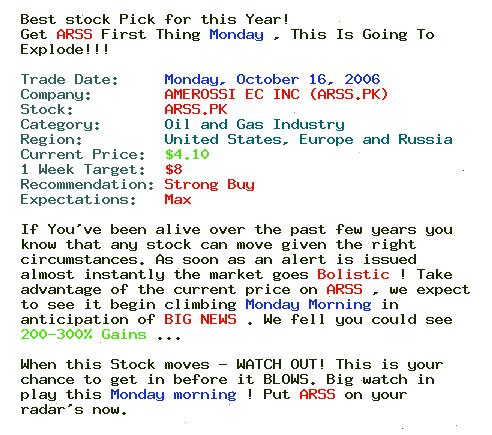 Best stock Pick for this Year!
Get ARSS First Thing Monday , This Is Going To
Explode!!!
Trade Date: Monday, October 16, 2006
Company: AMEROSSI EC INC (ARSS.PK)
Stock: ARSS.PK
Category: Oil and Gas Industry
Region: United States, Europe and Russia
Current Price: $4.10
1 Week Target: $8
Recommendation: Strong Buy
Expectations: Max
If You've been alive over the past few years you
know that any stock can move given the right
circumstances. As soon as an alert is issued
almost instantly the market goes Bolistic ! Take
advantage of the current price on ARSS , we expect
to see it begin climbing Monday Morning in
anticipation of BIG NEWS . We fell you could see
200-300% Gains ...
When this Stock moves - WATCH OUT! This is your
chance to get in before it BLOWS. Big watch in
play this Monday morning ! Put ARSS on your
radar's now.